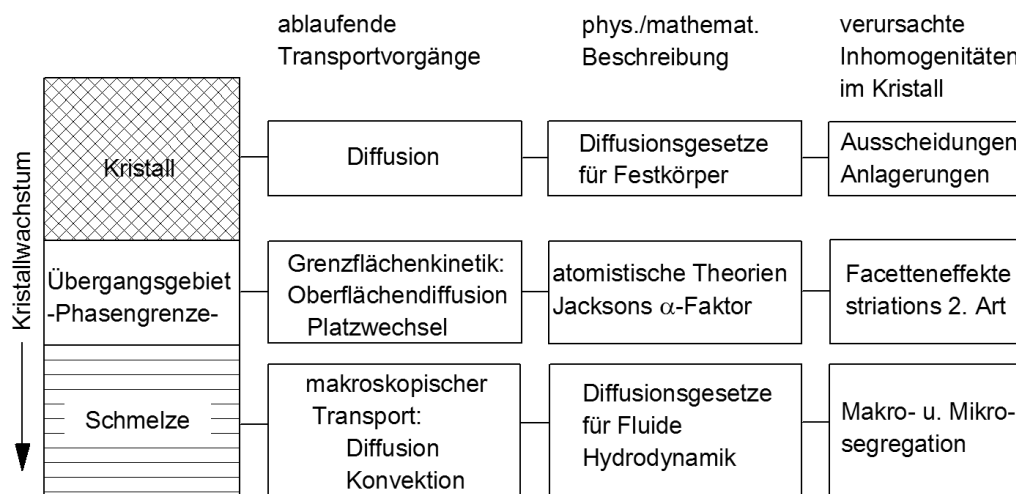 ablaufende
Transportvorgänge
phys./mathemat.
Beschreibung
verursachte
Inhomogenitäten
im Kristall
Kristallwachstum
Kristall
Diffusion
Diffusionsgesetze
für Festkörper
Ausscheidungen
Anlagerungen
Übergangsgebiet
-Phasengrenze-
Grenzflächenkinetik:
Oberflächendiffusion
Platzwechsel
atomistische Theorien
Jacksons α-Faktor
Facetteneffekte
striations 2. Art
Schmelze
makroskopischer
Transport:
Diffusion
Konvektion
Diffusionsgesetze
für Fluide
Hydrodynamik
Makro- u. Mikro-
segregation